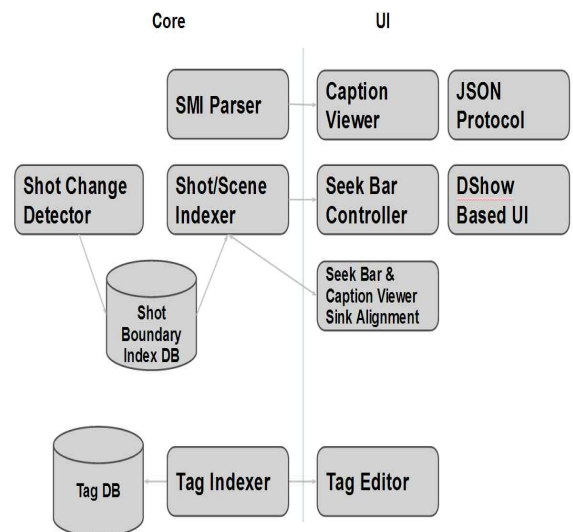 Core
UI
SMI Parser
Caption
Viewer
JSON
Protocol
Shot Change
Detector
Shot/Scene
Indexer
Seek Bar
Controller
DShow
Based UI
Seek Bar &
Caption Viewer
Sink Alignment
Shot
Boundary
Index DB
Tag DB
Tag Indexer
Tag Editor